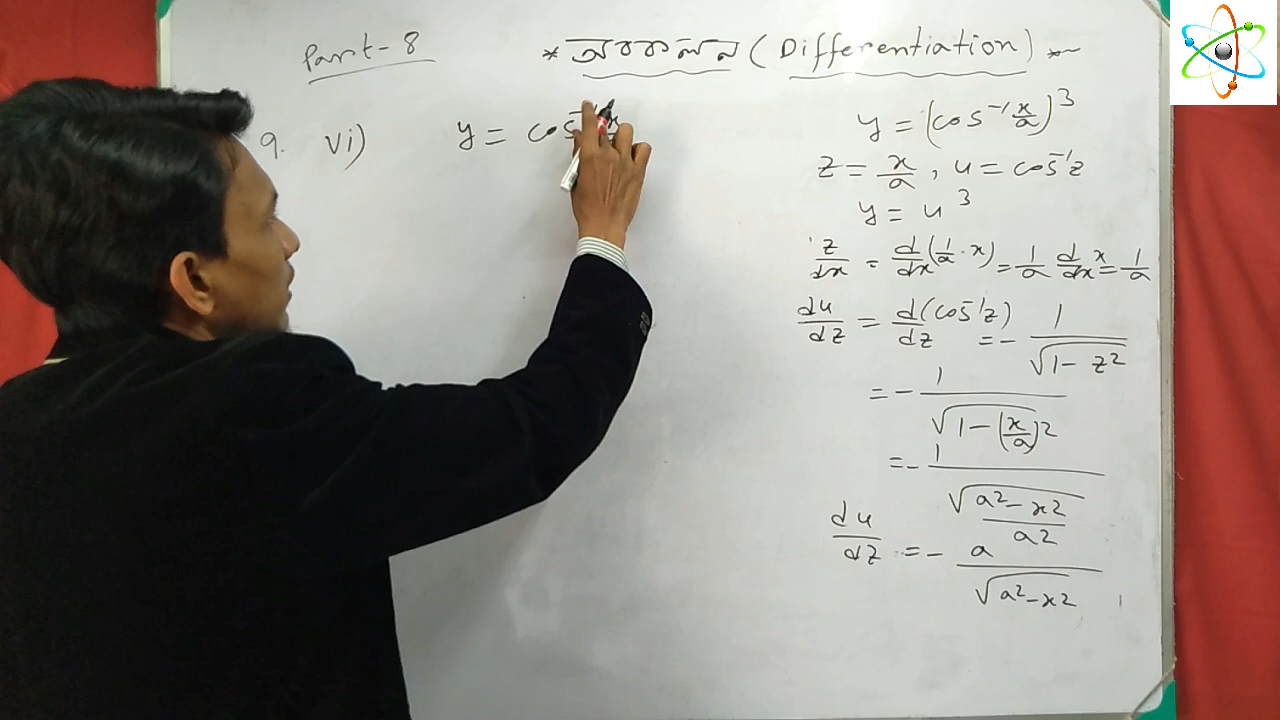 Part-8
* অবকলন (Differentiation) *~
9. vi) y = cos⁻¹ x
y = (cos⁻¹ x/a)³
z = x/a , u = cos⁻¹z
y = u³
z/dx = d/dx (1/a · x) = 1/a d/dx x = 1/a
du/dz = d(cos⁻¹z)/dz = - 1/√(1- z²)
= - 1/√(1-(x/a)²)
= - 1/√((a²-x²)/a²)
du/dz = - a/√(a²-x²)